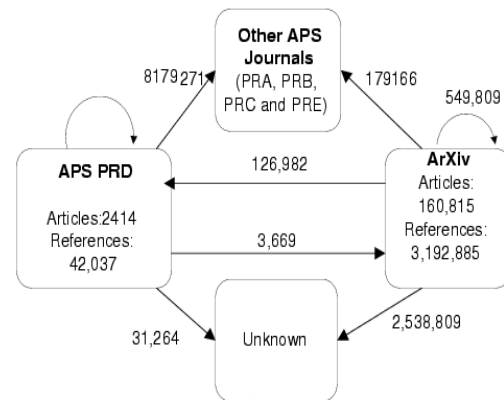 Other APS
Journals
(PRA, PRB,
PRC and PRE)
8179
271
179166
549,809
APS PRD
Articles:2414
References:
42,037
126,982
3,669
ArXiv
Articles:
160,815
References:
3,192,885
31,264
Unknown
2,538,809